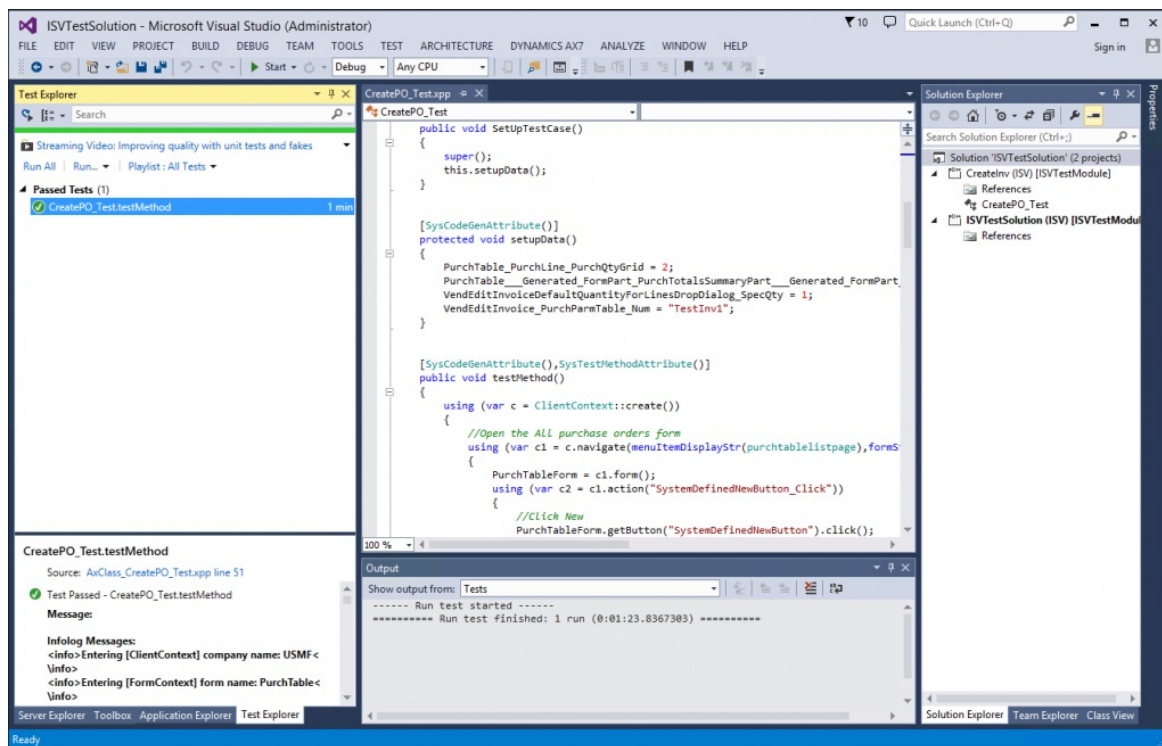 ISVTestSolution - Microsoft Visual Studio (Administrator)
10
Quick Launch (Ctrl+Q)
FILE EDIT VIEW PROJECT BUILD DEBUG TEAM TOOLS TEST ARCHITECTURE DYNAMICS AX7 ANALYZE WINDOW HELP
Sign in
Start
Debug
Any CPU
Test Explorer
Search
Streaming Video: Improving quality with unit tests and fakes
Run All | Run... | Playlist : All Tests
Passed Tests (1)
CreatePO_Test.testMethod 1 min
CreatePO_Test.testMethod
Source: AxClass_CreatePO_Test.xpp line 51
Test Passed - CreatePO_Test.testMethod
Message:
Infolog Messages:
<info>Entering [ClientContext] company name: USMF<
\info>
<info>Entering [FormContext] form name: PurchTable<
\info>
Server Explorer Toolbox Application Explorer Test Explorer
CreatePO_Test.xpp
CreatePO_Test
public void SetUpTestCase()
{
super();
this.setupData();
}
[SysCodeGenAttribute()]
protected void setupData()
{
PurchTable_PurchLine_PurchQtyGrid = 2;
PurchTable___Generated_FormPart_PurchTotalsSummaryPart___Generated_FormPart_
VendEditInvoiceDefaultQuantityForLinesDropDialog_SpecQty = 1;
VendEditInvoice_PurchParmTable_Num = "TestInv1";
}
[SysCodeGenAttribute(),SysTestMethodAttribute()]
public void testMethod()
{
using (var c = ClientContext::create())
{
//Open the All purchase orders form
using (var c1 = c.navigate(menuItemDisplayStr(purchtablelistpage),formS
{
PurchTableForm = c1.form();
using (var c2 = c1.action("SystemDefinedNewButton_Click"))
{
//Click New
PurchTableForm.getButton("SystemDefinedNewButton").click();
100 %
Output
Show output from: Tests
------ Run test started ------
========== Run test finished: 1 run (0:01:23.8367303) ==========
Solution Explorer
Search Solution Explorer (Ctrl+;)
Solution 'ISVTestSolution' (2 projects)
CreateInv (ISV) [ISVTestModule]
References
CreatePO_Test
ISVTestSolution (ISV) [ISVTestModul
References
Solution Explorer Team Explorer Class View
Properties
Ready